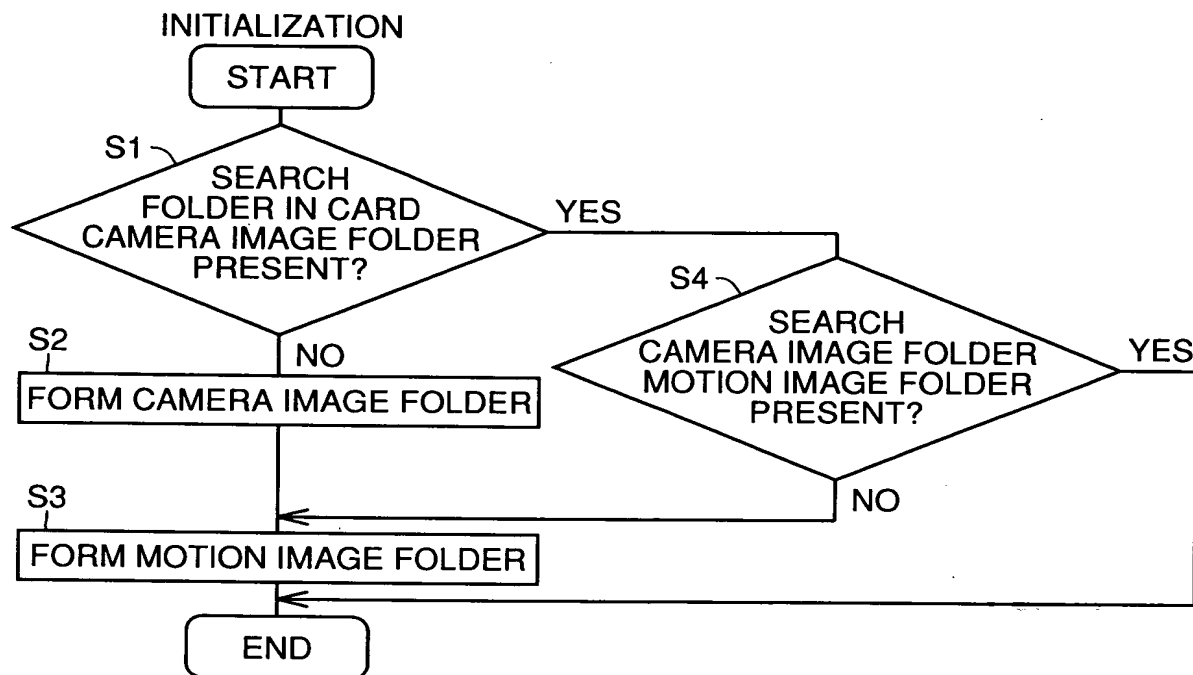 INITIALIZATION
START
S1
SEARCH
FOLDER IN CARD
CAMERA IMAGE FOLDER
PRESENT?
YES
NO
S2
FORM CAMERA IMAGE FOLDER
S4
SEARCH
CAMERA IMAGE FOLDER
MOTION IMAGE FOLDER
PRESENT?
YES
NO
S3
FORM MOTION IMAGE FOLDER
END